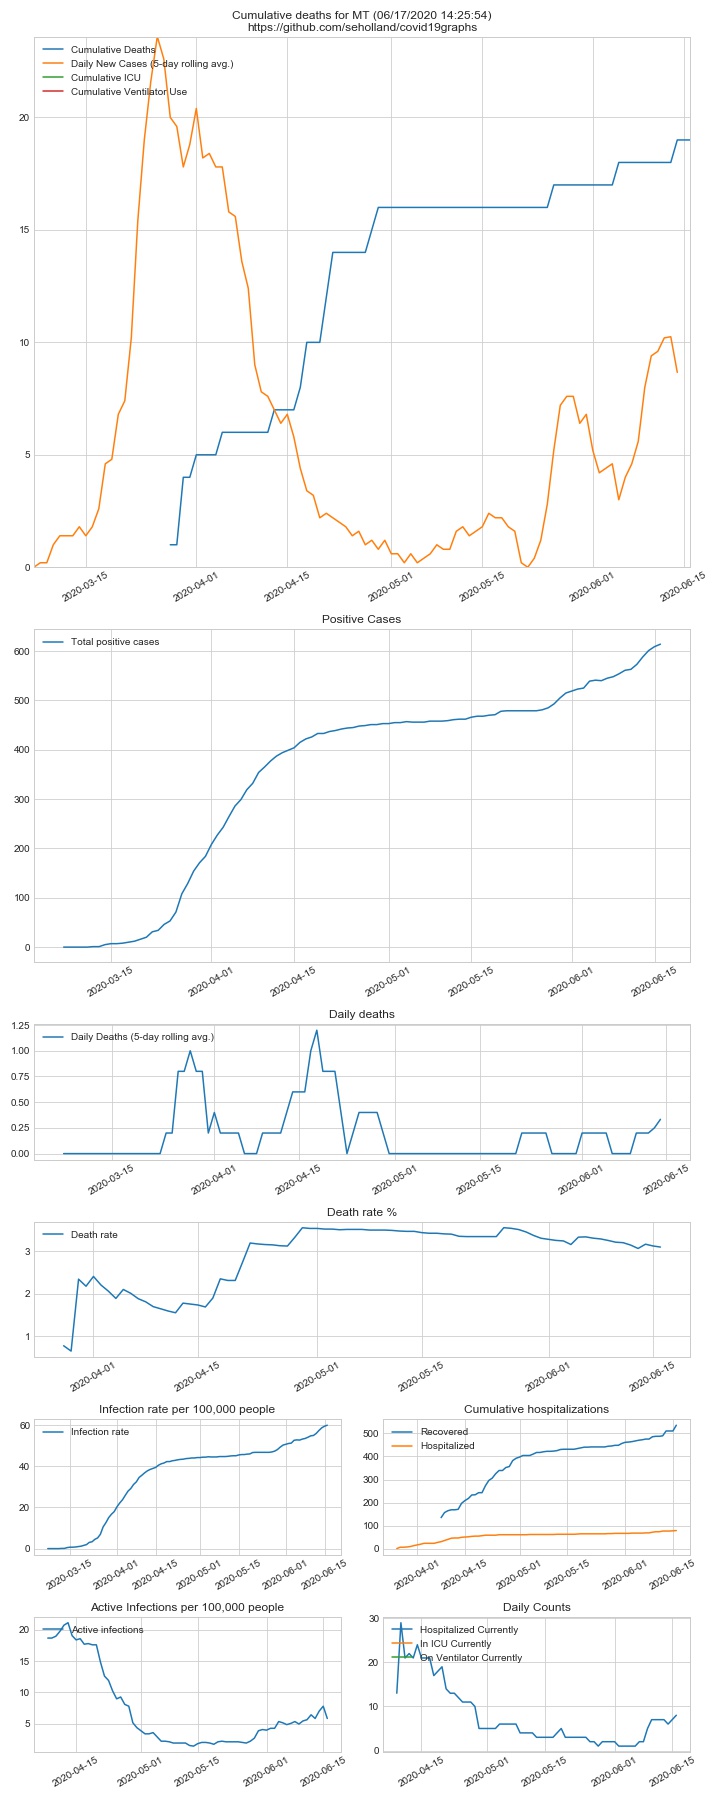 Cumulative deaths for MT (06/17/2020 14:25:54)
https://github.com/seholland/covid19graphs
Cumulative Deaths
Daily New Cases (5-day rolling avg.)
Cumulative ICU
Cumulative Ventilator Use
20
15
10
5
0
2020-03-15 2020-04-01 2020-04-15 2020-05-01 2020-05-15 2020-06-01 2020-06-15
Positive Cases
Total positive cases
600
500
400
300
200
100
0
2020-03-15 2020-04-01 2020-04-15 2020-05-01 2020-05-15 2020-06-01 2020-06-15
Daily deaths
Daily Deaths (5-day rolling avg.)
1.25
1.00
0.75
0.50
0.25
0.00
2020-03-15 2020-04-01 2020-04-15 2020-05-01 2020-05-15 2020-06-01 2020-06-15
Death rate %
Death rate
3
2
1
2020-04-01 2020-04-15 2020-05-01 2020-05-15 2020-06-01 2020-06-15
Infection rate per 100,000 people
Infection rate
60
40
20
0
2020-03-15 2020-04-01 2020-04-15 2020-05-01 2020-05-15 2020-06-01 2020-06-15
Cumulative hospitalizations
Recovered
Hospitalized
500
400
300
200
100
0
2020-04-01 2020-04-15 2020-05-01 2020-05-15 2020-06-01 2020-06-15
Active Infections per 100,000 people
Active infections
20
15
10
5
2020-04-15 2020-05-01 2020-05-15 2020-06-01 2020-06-15
Daily Counts
Hospitalized Currently
In ICU Currently
On Ventilator Currently
30
20
10
0
2020-04-15 2020-05-01 2020-05-15 2020-06-01 2020-06-15